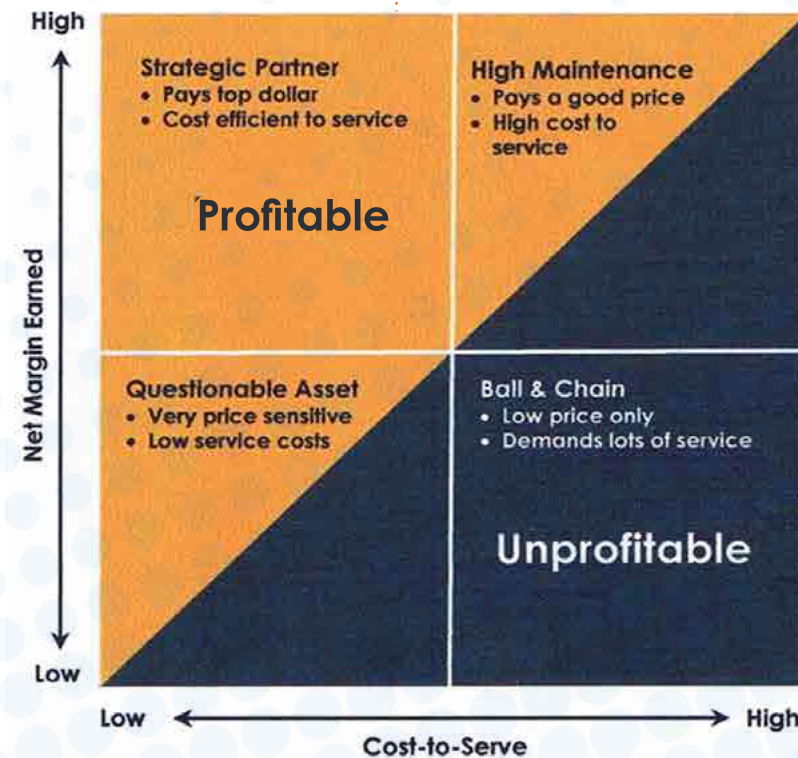 High
Strategic Partner
• Pays top dollar
• Cost efficient to service
High Maintenance
• Pays a good price
• High cost to
service
Profitable
Net Margin Earned
Questionable Asset
• Very price sensitive
• Low service costs
Ball & Chain
• Low price only
• Demands lots of service
Unprofitable
Low
Low
High
Cost-to-Serve